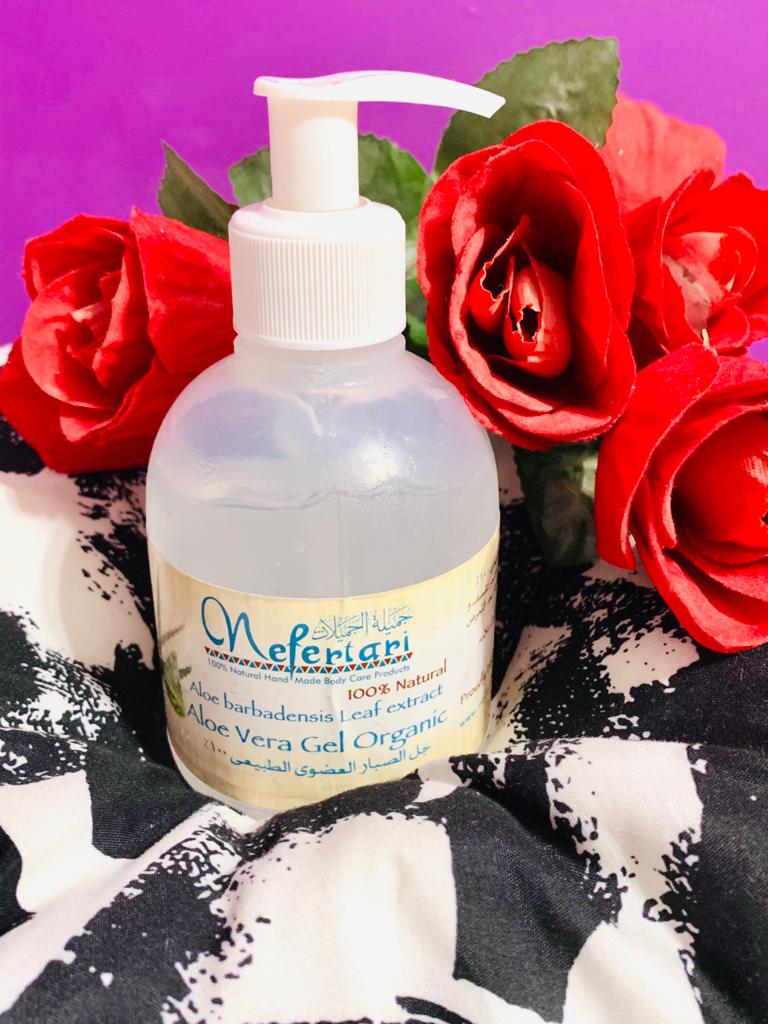 جميلة الجميلات
Nefertari
100% Natural Hand Made Body Care Products
100% Natural
Aloe barbadensis Leaf extract
Aloe Vera Gel Organic
جل الصبار العضوى الطبيعى ١٠٠٪